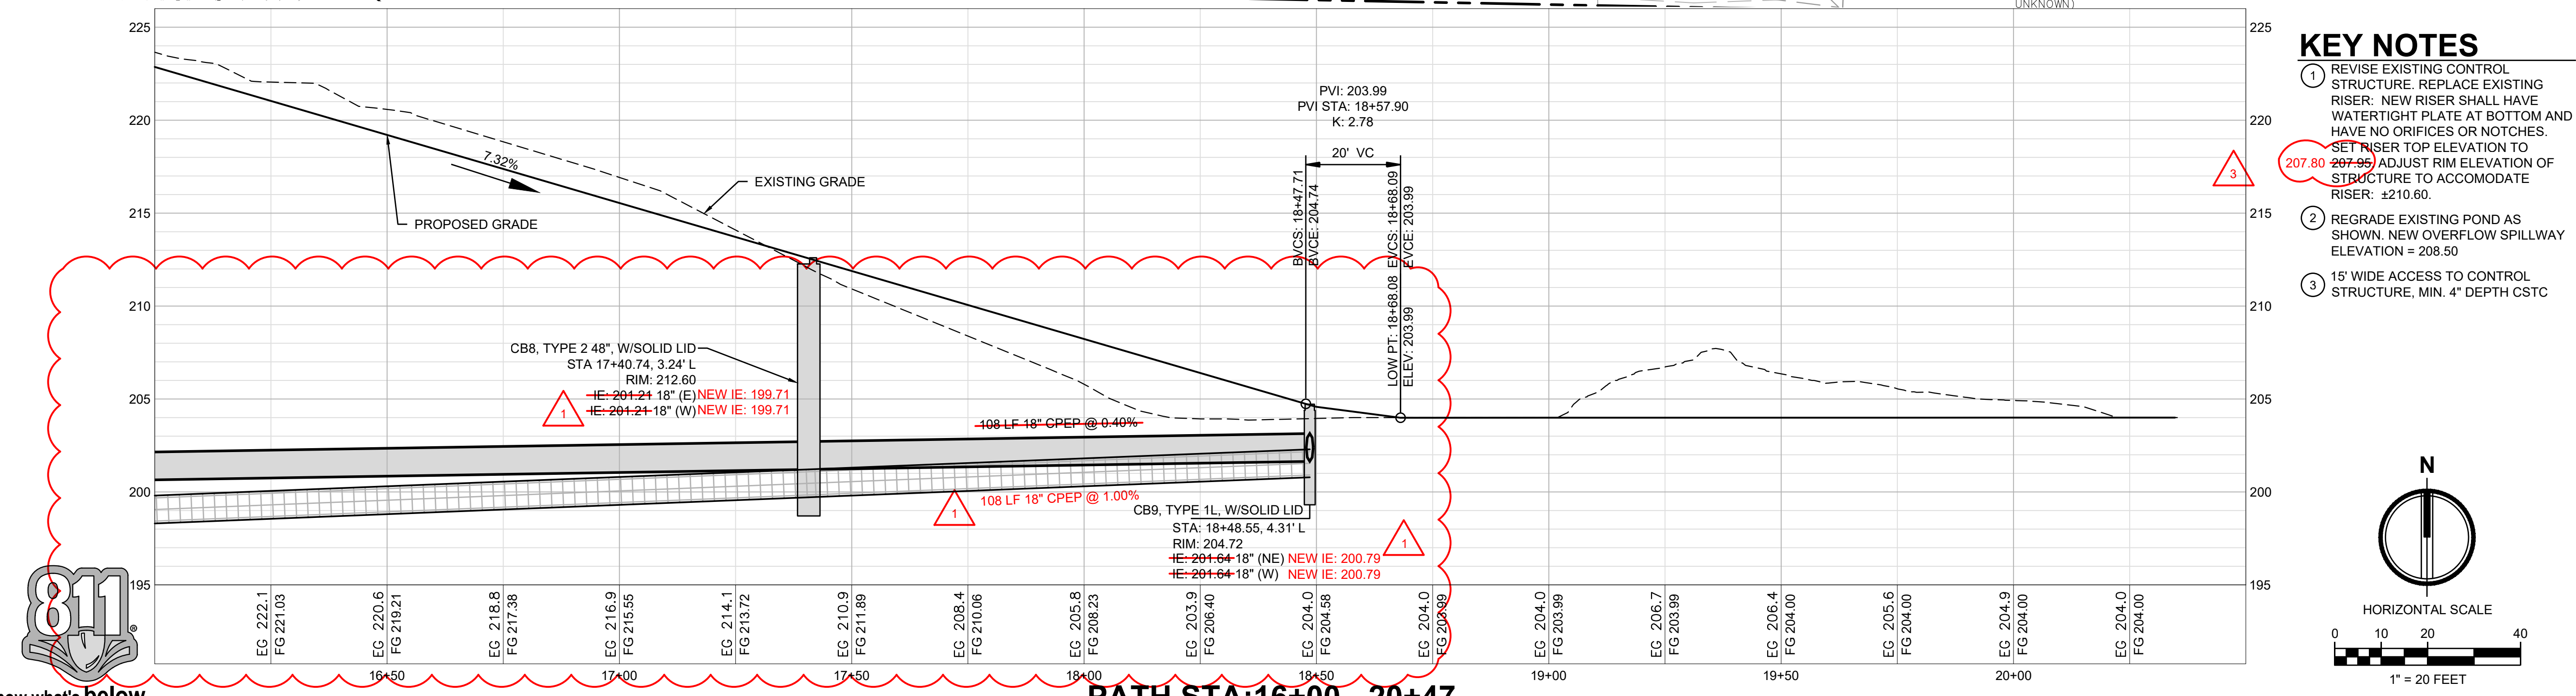 UNKNOWN)
225
220
215
210
205
200
195
225
220
215
210
205
200
195
7.32%
EXISTING GRADE
PROPOSED GRADE
PVI: 203.99
PVI STA: 18+57.90
K: 2.78
20' VC
BVCS: 18+47.71
BVCE: 204.74
LOW PT: 18+68.08
ELEV: 203.99
EVCS: 18+68.09
EVCE: 203.99
CB8, TYPE 2 48", W/SOLID LID
STA 17+40.74, 3.24' L
RIM: 212.60
IE: 201.21 18" (E) NEW IE: 199.71
IE: 201.21 18" (W) NEW IE: 199.71
1
108 LF 18" CPEP @ 0.40%
108 LF 18" CPEP @ 1.00%
1
CB9, TYPE 1L, W/SOLID LID
STA: 18+48.55, 4.31' L
RIM: 204.72
IE: 201.64 18" (NE) NEW IE: 200.79
IE: 201.64 18" (W) NEW IE: 200.79
1
EG 222.1
FG 221.03
EG 220.6
FG 219.21
EG 218.8
FG 217.38
EG 216.9
FG 215.55
EG 214.1
FG 213.72
EG 210.9
FG 211.89
EG 208.4
FG 210.06
EG 205.8
FG 208.23
EG 203.9
FG 206.40
EG 204.0
FG 204.58
EG 204.0
FG 203.99
EG 204.0
FG 203.99
EG 206.7
FG 203.99
EG 206.4
FG 204.00
EG 205.6
FG 204.00
EG 204.9
FG 204.00
EG 204.0
FG 204.00
16+50
17+00
17+50
18+00
18+50
19+00
19+50
20+00
PATH STA:16+00 - 20+47
811
®
now what's below
KEY NOTES
1 REVISE EXISTING CONTROL
STRUCTURE. REPLACE EXISTING
RISER: NEW RISER SHALL HAVE
WATERTIGHT PLATE AT BOTTOM AND
HAVE NO ORIFICES OR NOTCHES.
SET RISER TOP ELEVATION TO
3 207.80 207.95. ADJUST RIM ELEVATION OF
STRUCTURE TO ACCOMODATE
RISER: ±210.60.
2 REGRADE EXISTING POND AS
SHOWN. NEW OVERFLOW SPILLWAY
ELEVATION = 208.50
3 15' WIDE ACCESS TO CONTROL
STRUCTURE, MIN. 4" DEPTH CSTC
N
HORIZONTAL SCALE
0 10 20 40
1" = 20 FEET